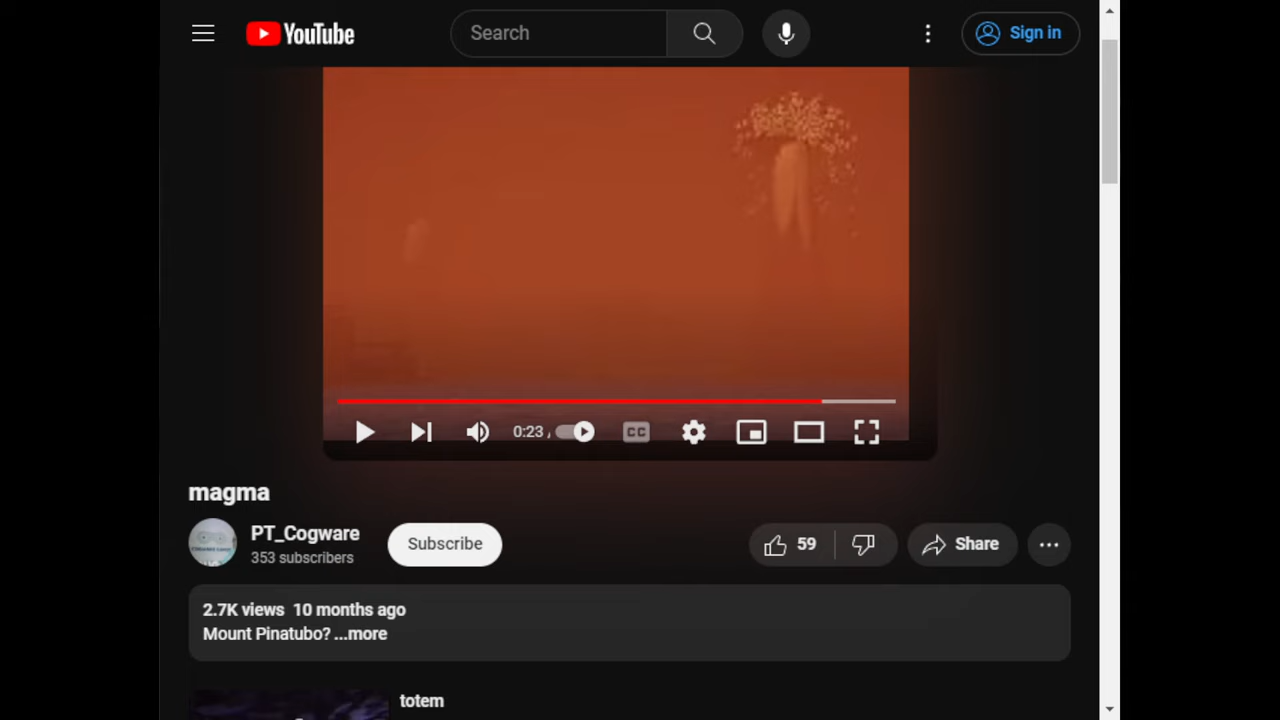 YouTube
Search
Sign in
0:23 /
CC
magma
PT_Cogware
353 subscribers
Subscribe
59
Share
2.7K views 10 months ago
Mount Pinatubo? ...more
totem